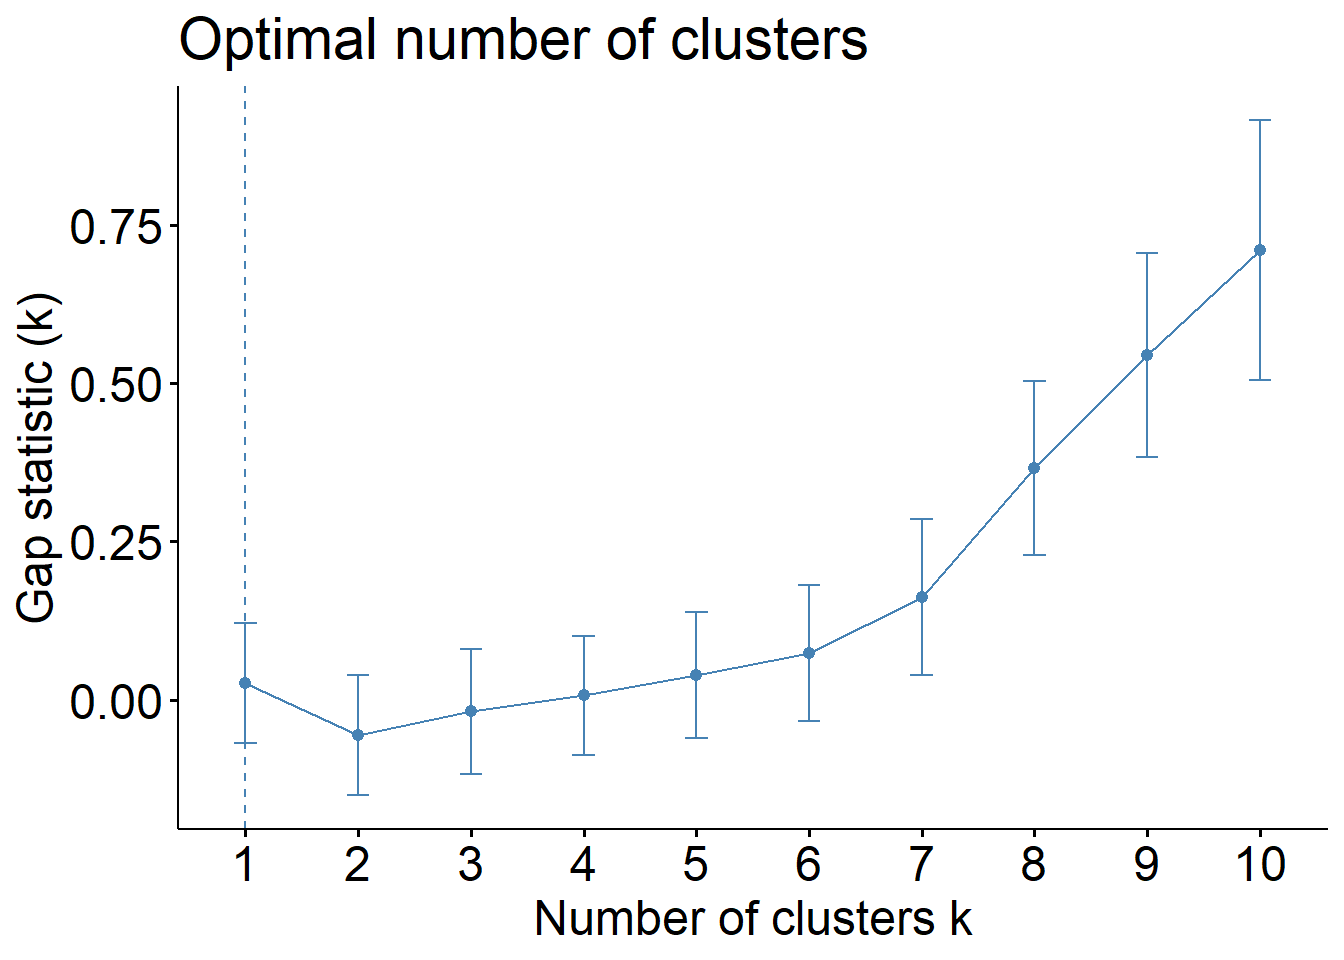 Optimal number of clusters
Gap statistic (k)
0.75
0.50
0.25
0.00
1 2 3 4 5 6 7 8 9 10
Number of clusters k